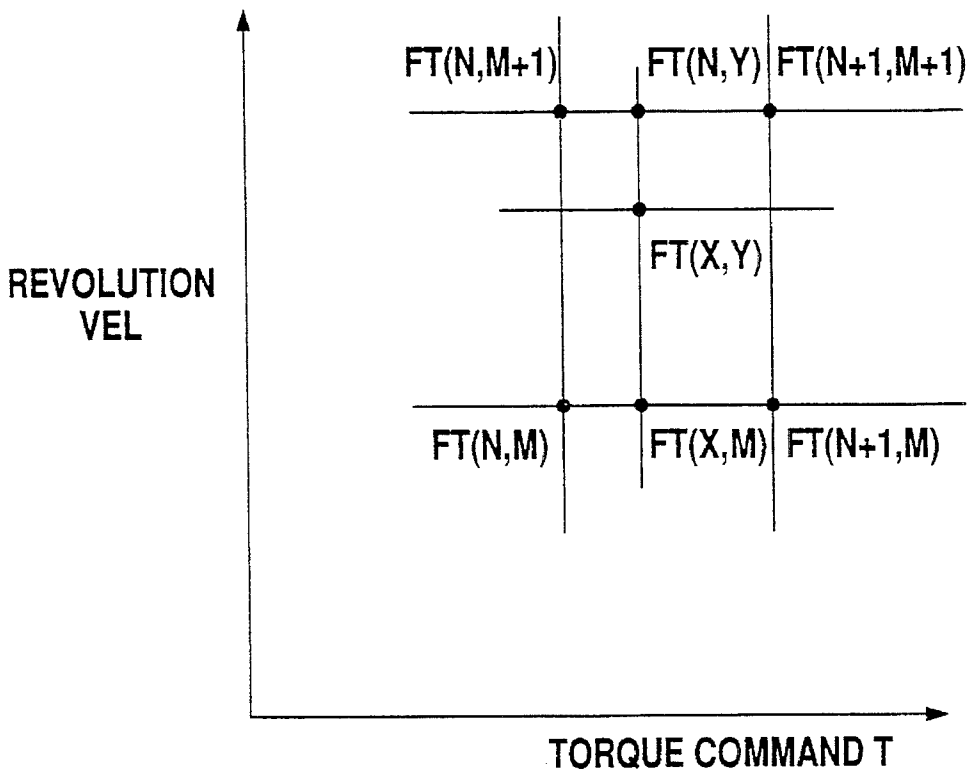 FT(N,M+1) FT(N,Y) FT(N+1,M+1)
FT(X,Y)
REVOLUTION
VEL
FT(N,M) FT(X,M) FT(N+1,M)
TORQUE COMMAND T